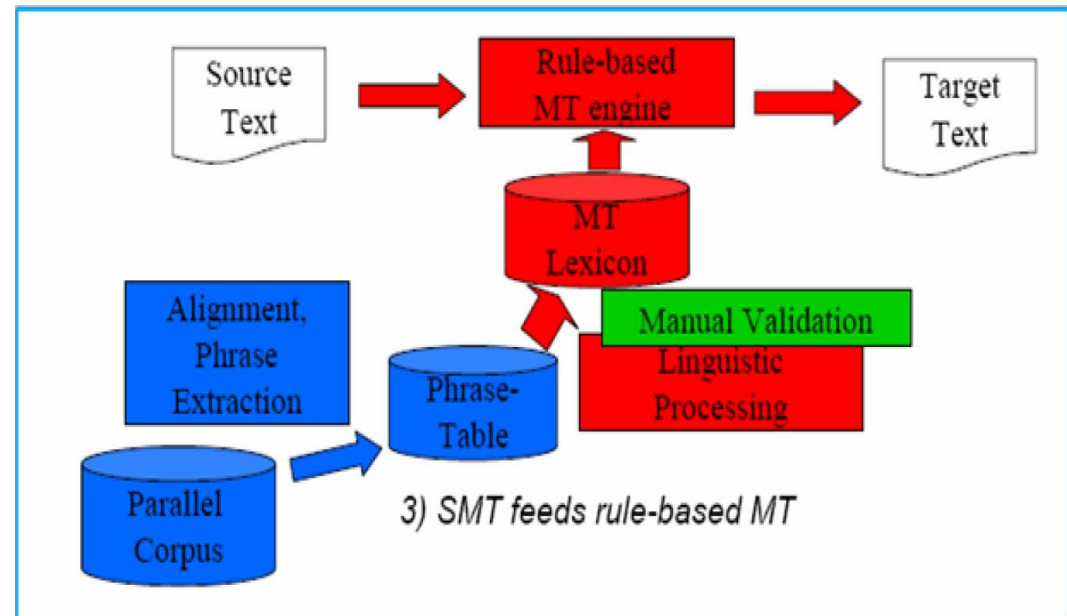 Source
Text
Rule-based
MT engine
Target
Text
MT
Lexicon
Alignment,
Phrase
Extraction
Manual Validation
Linguistic
Processing
Phrase-
Table
Parallel
Corpus
3) SMT feeds rule-based MT